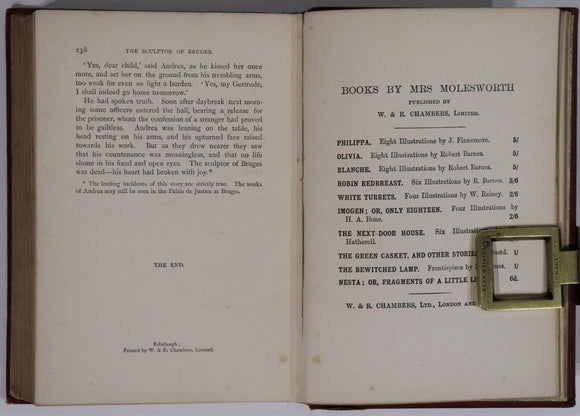 238 THE SCULPTOR OF BRUGES.
'Yes, dear child,' said Andrea, as he kissed her once
more, and set her on the ground from his trembling arms,
too weak for even so light a burden. 'Yes, my Gertrude,
I shall indeed go home to-morrow.'
He had spoken truth. Soon after daybreak next morn-
ing some officers entered the hall, bearing a release for
the prisoner, whom the confession of a stranger had proved
to be guiltless. Andrea was leaning on the table, his
head resting on his arms, and his upturned face raised
towards his work. But as they drew nearer they saw
that his countenance was meaningless, and that no life
shone in his fixed and open eyes. The sculptor of Bruges
was dead—his heart had broken with joy.*
* The leading incidents of this story are strictly true. The works
of Andrea may still be seen in the Palais de Justice at Bruges.
THE END.
Edinburgh:
Printed by W. & R. Chambers, Limited.
BOOKS BY MRS MOLESWORTH
PUBLISHED BY
W. & R. CHAMBERS, LIMITED.
PHILIPPA. Eight Illustrations by J. Finnemore. 5/
OLIVIA. Eight Illustrations by Robert Barnes. 5/
BLANCHE. Eight Illustrations by Robert Barnes. 5/
ROBIN REDBREAST. Six Illustrations by R. Barnes. 3/6
WHITE TURRETS. Four Illustrations by W. Rainey. 2/6
IMOGEN; OR, ONLY EIGHTEEN. Four Illustrations by
H. A. Bone. 2/6
THE NEXT-DOOR HOUSE. Six
Hatherell.
THE GREEN CASKET, AND OTHER STORIES. 1/
THE BEWITCHED LAMP. Frontispiece by 1/
NESTA; OR, FRAGMENTS OF A LITTLE 6d.
W. & R. CHAMBERS, LTD., LONDON AND